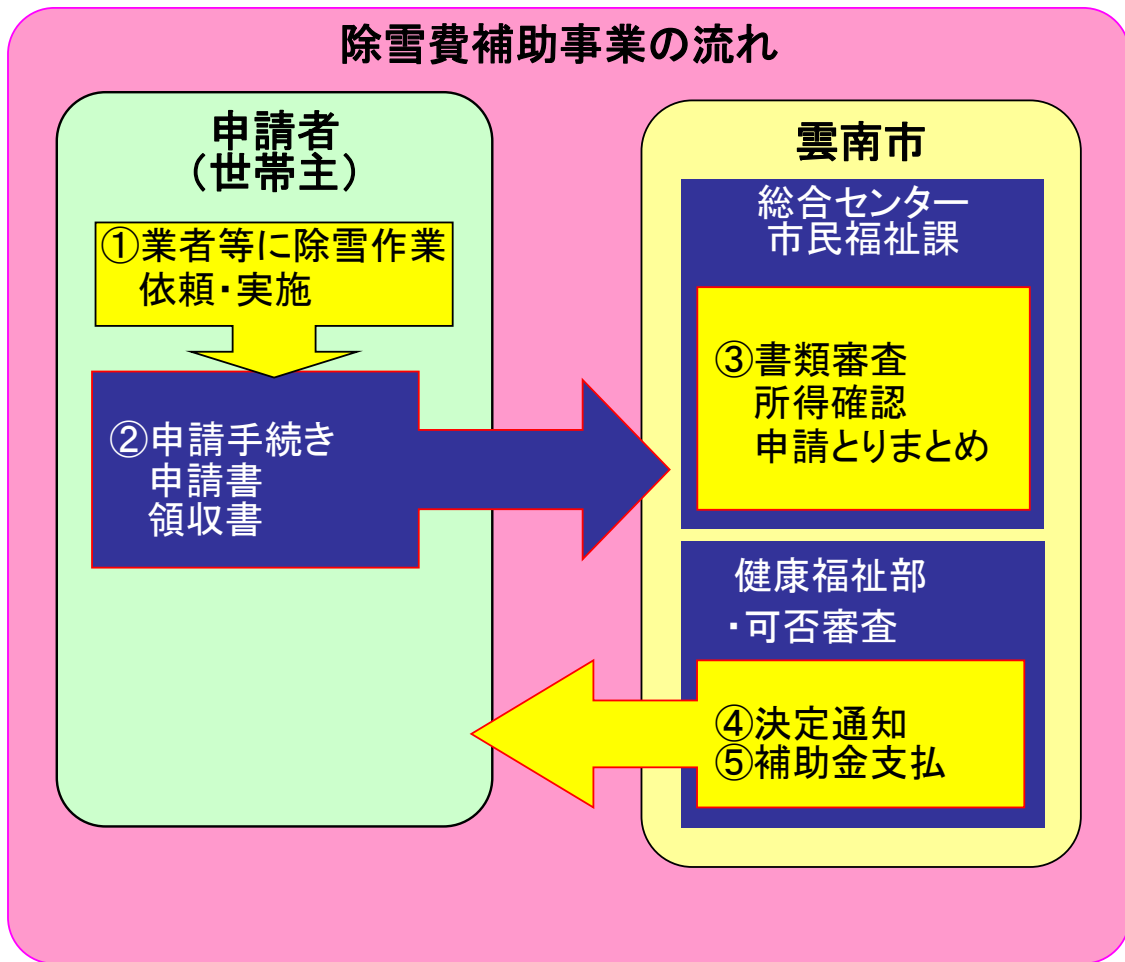 除雪費補助事業の流れ
申請者
（世帯主）
①業者等に除雪作業
依頼・実施
②申請手続き
申請書
領収書
雲南市
総合センター
市民福祉課
③書類審査
所得確認
申請とりまとめ
健康福祉部
・可否審査
④決定通知
⑤補助金支払